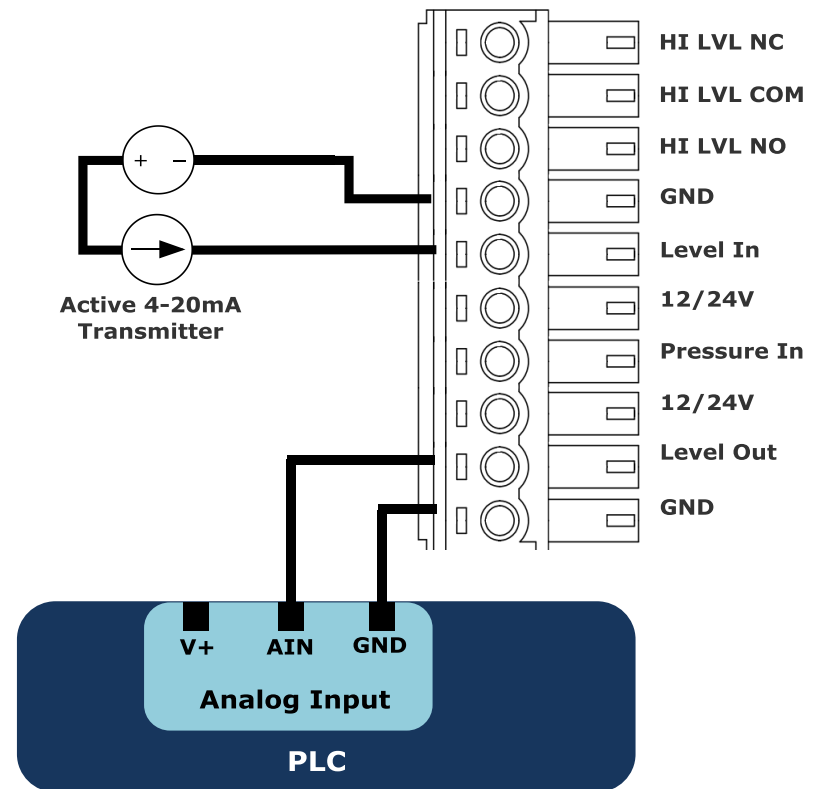 HI LVL NC
HI LVL COM
HI LVL NO
GND
Level In
12/24V
Pressure In
12/24V
Level Out
GND
+ −
Active 4-20mA
Transmitter
V+ AIN GND
Analog Input
PLC